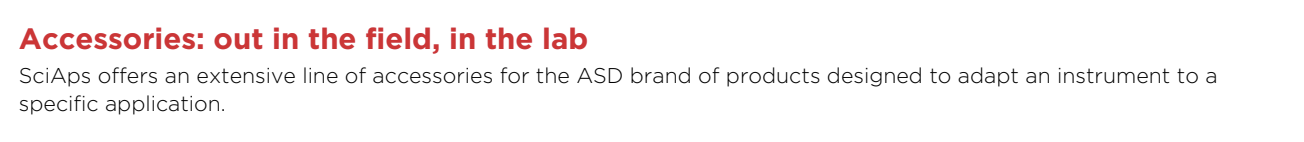 Accessories: out in the field, in the lab
SciAps offers an extensive line of accessories for the ASD brand of products designed to adapt an instrument to a
specific application.